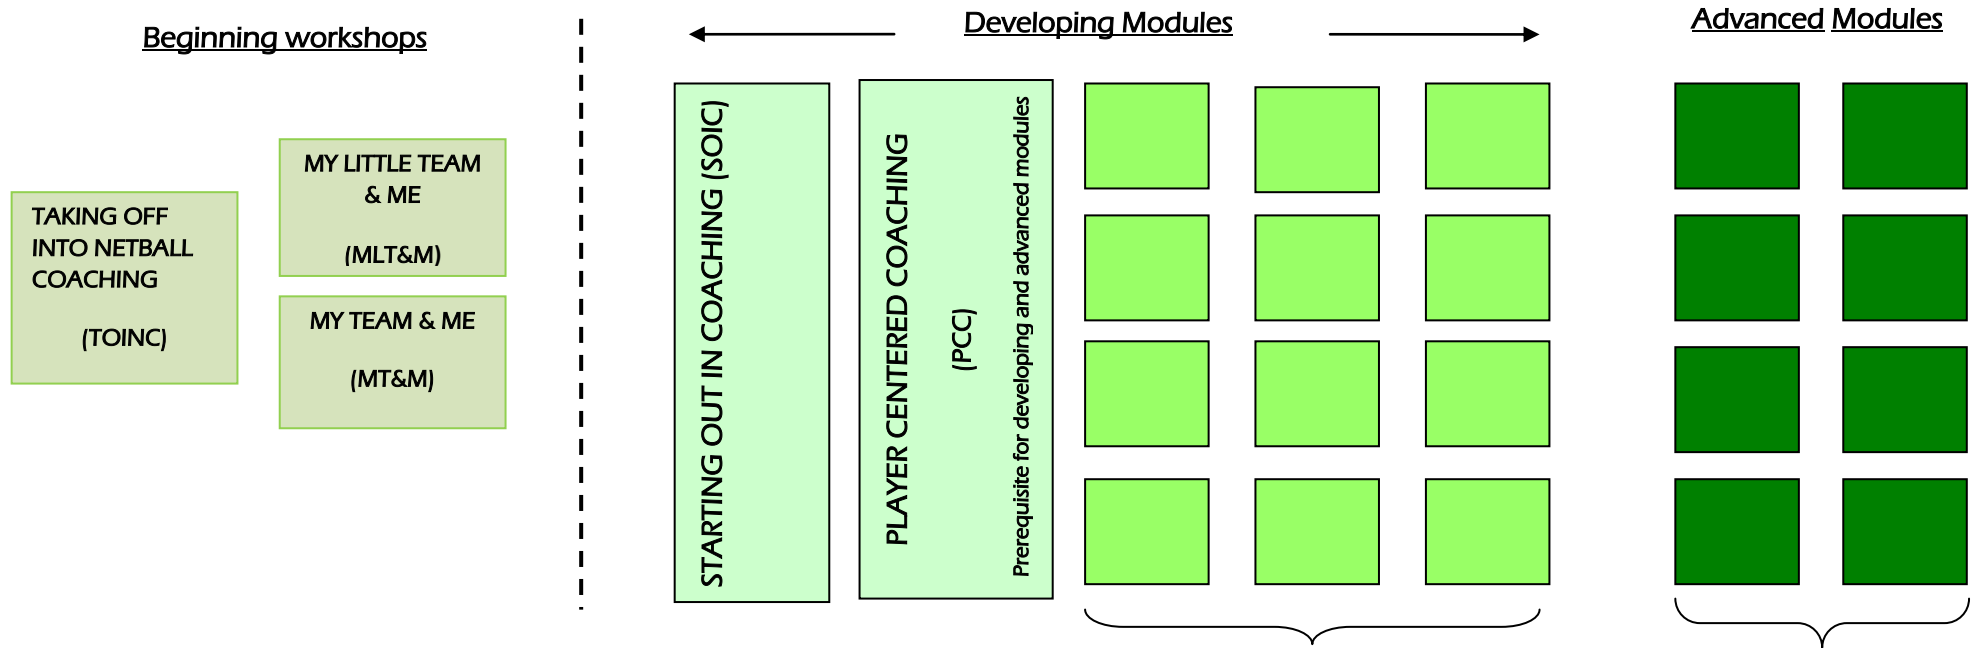 Beginning workshops
TAKING OFF
INTO NETBALL
COACHING
(TOINC)
MY LITTLE TEAM
& ME
(MLT&M)
MY TEAM & ME
(MT&M)
Developing Modules
STARTING OUT IN COACHING (SOIC)
PLAYER CENTERED COACHING
(PCC)
Prerequisite for developing and advanced modules
Advanced Modules